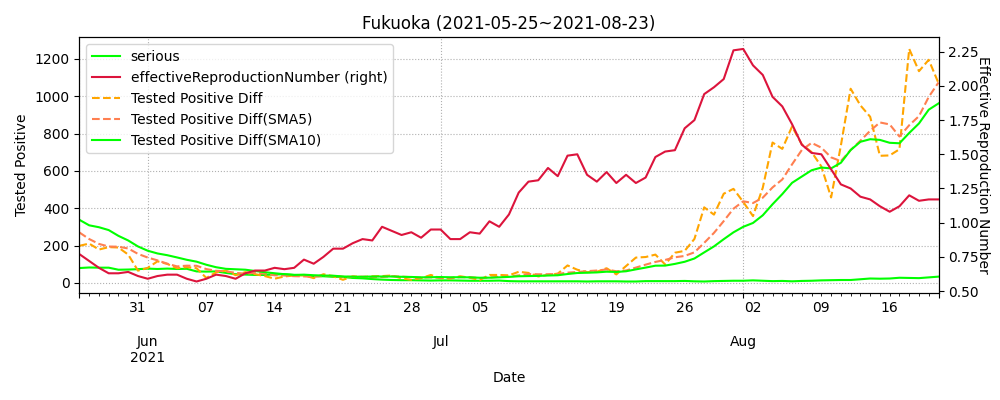 Fukuoka (2021-05-25~2021-08-23)
serious
effectiveReproductionNumber (right)
Tested Positive Diff
Tested Positive Diff(SMA5)
Tested Positive Diff(SMA10)
Tested Positive
1200
1000
800
600
400
200
0
Effective Reproduction Number
2.25
2.00
1.75
1.50
1.25
1.00
0.75
0.50
31 07 14 21 28 05 12 19 26 02 09 16
Jun Jul Aug
2021
Date